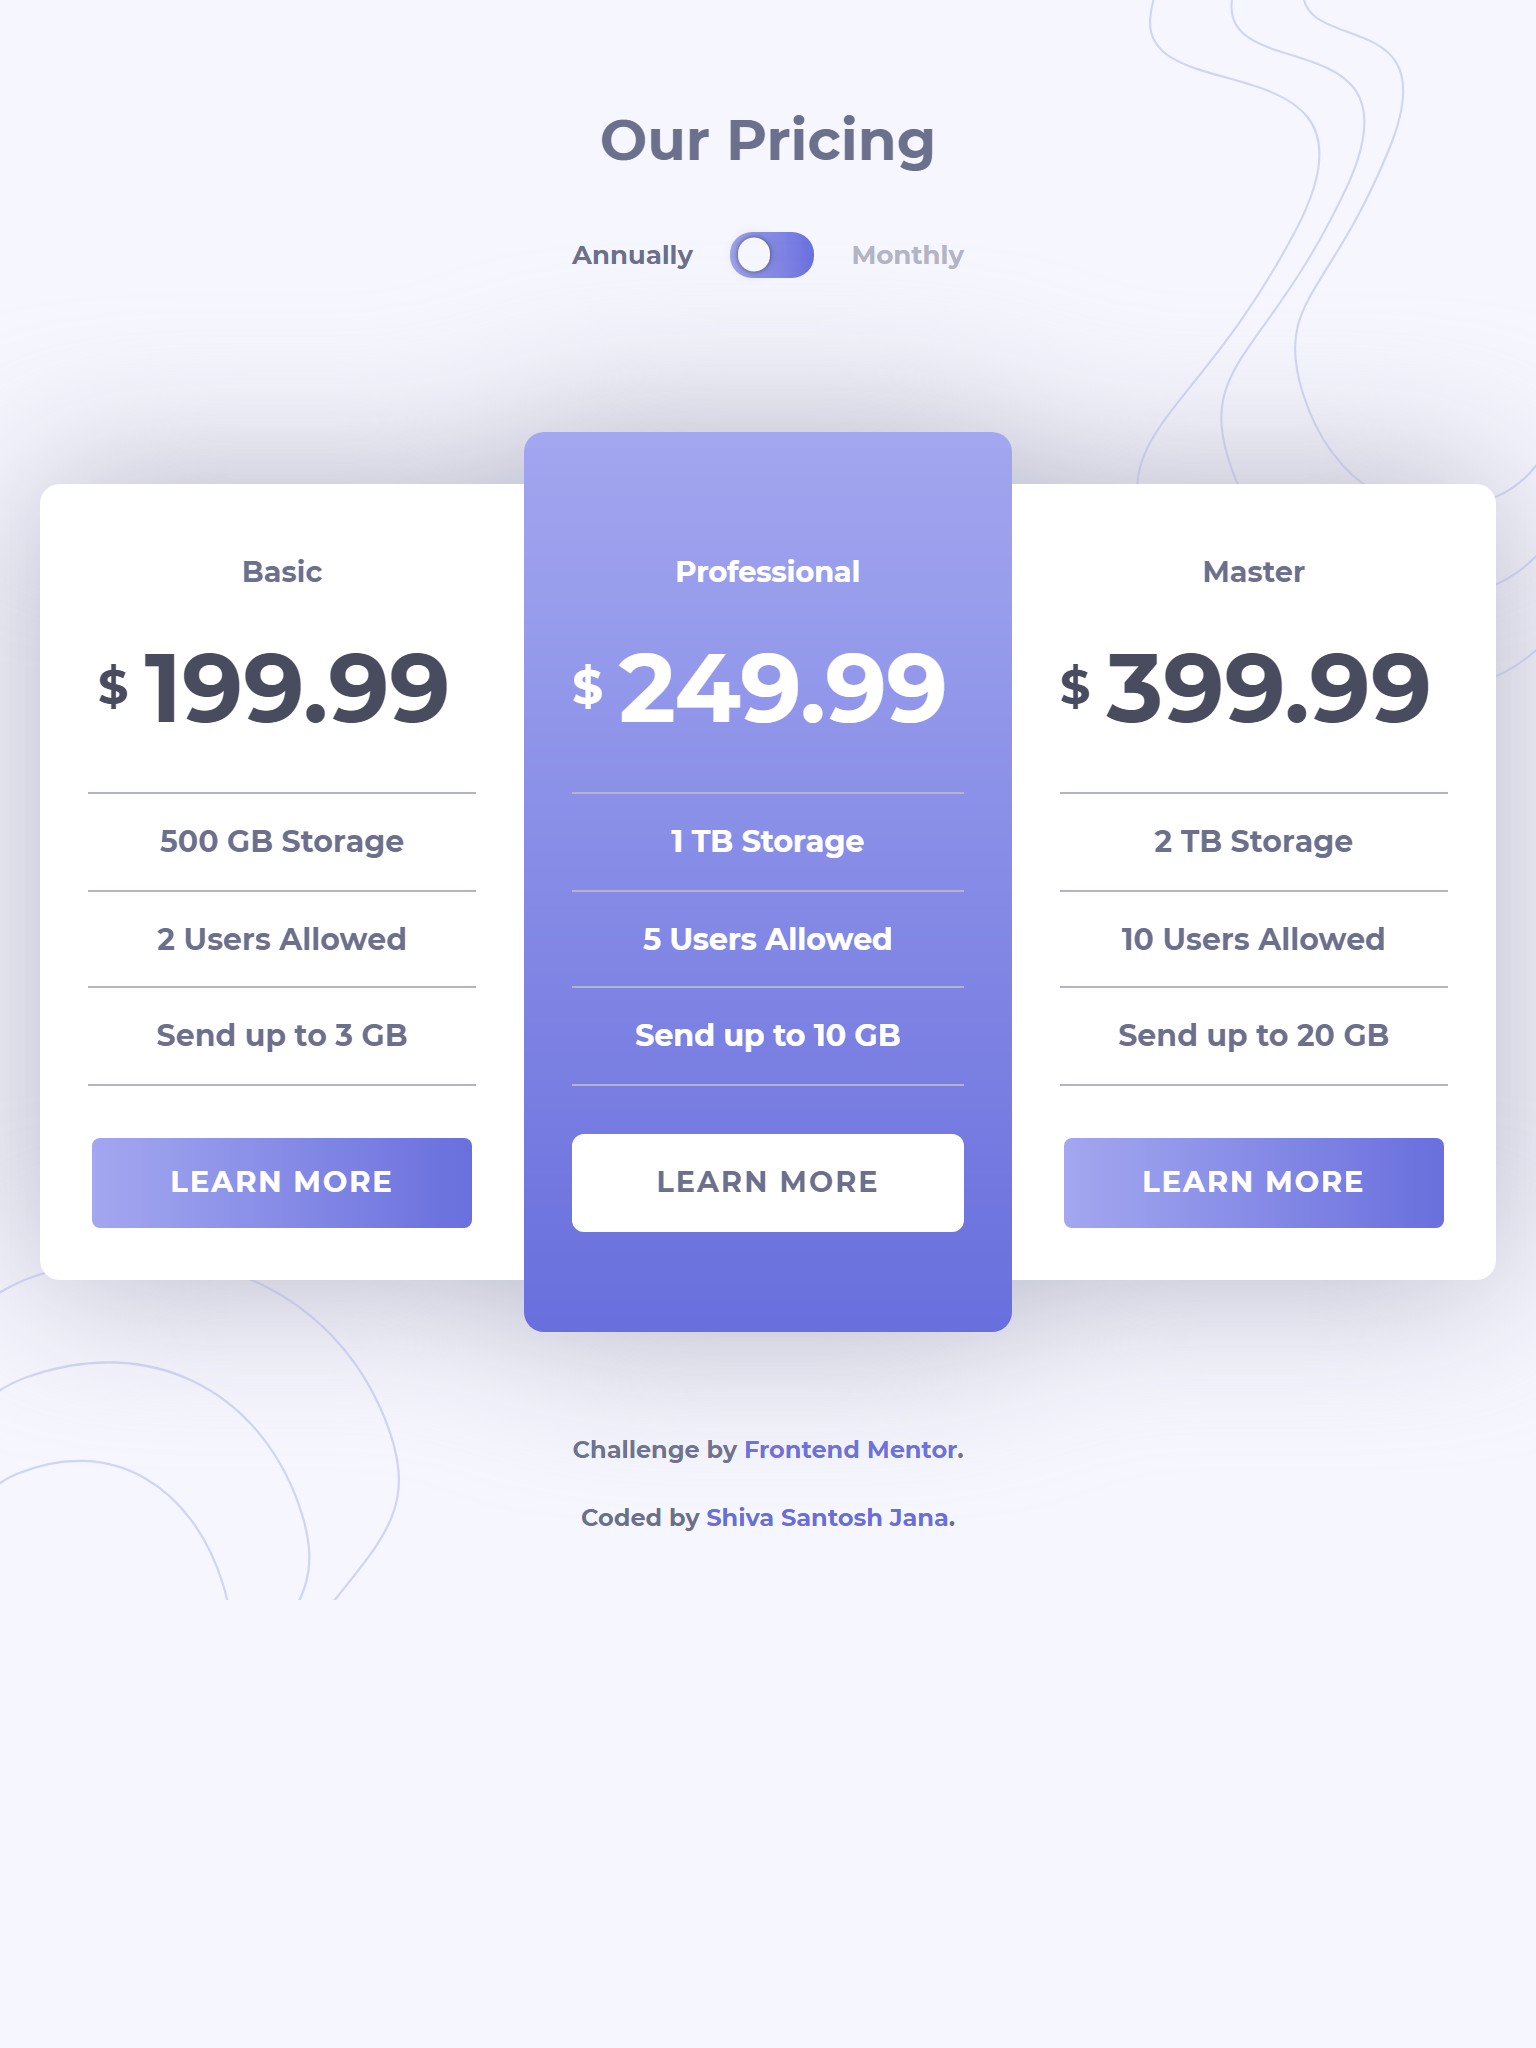 Our Pricing
Annually Monthly
Basic
$ 199.99
500 GB Storage
2 Users Allowed
Send up to 3 GB
LEARN MORE
Professional
$ 249.99
1 TB Storage
5 Users Allowed
Send up to 10 GB
LEARN MORE
Master
$ 399.99
2 TB Storage
10 Users Allowed
Send up to 20 GB
LEARN MORE
Challenge by Frontend Mentor.
Coded by Shiva Santosh Jana.